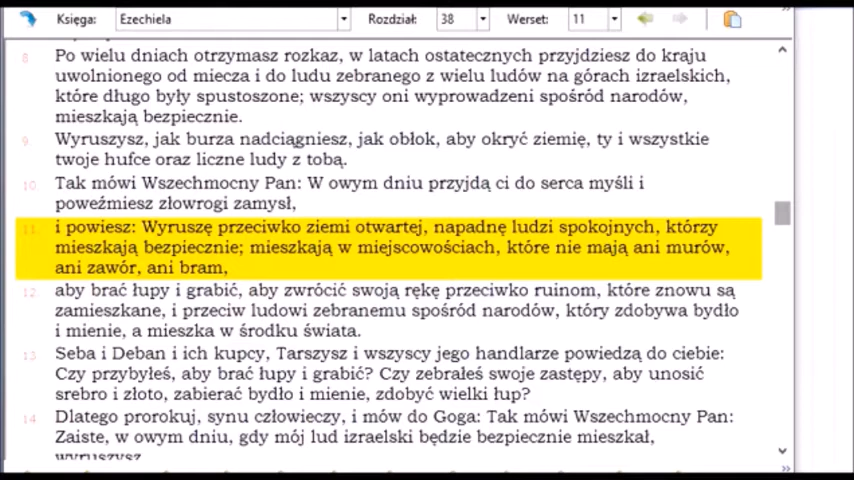 Księga: Ezechiela Rozdział: 38 Werset: 11
8. Po wielu dniach otrzymasz rozkaz, w latach ostatecznych przyjdziesz do kraju
uwolnionego od miecza i do ludu zebranego z wielu ludów na górach izraelskich,
które długo były spustoszone; wszyscy oni wyprowadzeni spośród narodów,
mieszkają bezpiecznie.
9. Wyruszysz, jak burza nadciągniesz, jak obłok, aby okryć ziemię, ty i wszystkie
twoje hufce oraz liczne ludy z tobą.
10. Tak mówi Wszechmocny Pan: W owym dniu przyjdą ci do serca myśli i
poweźmiesz złowrogi zamysł,
11. i powiesz: Wyruszę przeciwko ziemi otwartej, napadnę ludzi spokojnych, którzy
mieszkają bezpiecznie; mieszkają w miejscowościach, które nie mają ani murów,
ani zawór, ani bram,
12. aby brać łupy i grabić, aby zwrócić swoją rękę przeciwko ruinom, które znowu są
zamieszkane, i przeciw ludowi zebranemu spośród narodów, który zdobywa bydło
i mienie, a mieszka w środku świata.
13. Seba i Deban i ich kupcy, Tarszysz i wszyscy jego handlarze powiedzą do ciebie:
Czy przybyłeś, aby brać łupy i grabić? Czy zebrałeś swoje zastępy, aby unosić
srebro i złoto, zabierać bydło i mienie, zdobyć wielki łup?
14. Dlatego prorokuj, synu człowieczy, i mów do Goga: Tak mówi Wszechmocny Pan:
Zaiste, w owym dniu, gdy mój lud izraelski będzie bezpiecznie mieszkał,
wyruszysz